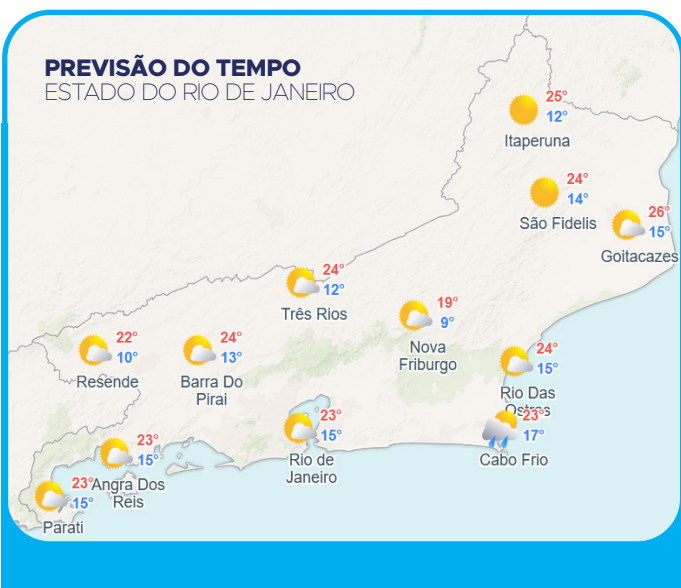 PREVISÃO DO TEMPO
ESTADO DO RIO DE JANEIRO
25°
12°
Itaperuna
24°
14°
São Fidelis
26°
15°
Goitacazes
24°
12°
Três Rios
19°
9°
Nova
Friburgo
22°
10°
Resende
24°
13°
Barra Do
Pirai
24°
15°
Rio Das
Ostras
23°
17°
Cabo Frio
23°
15°
Rio de
Janeiro
23°
15°
Angra Dos
Reis
23°
15°
Parati